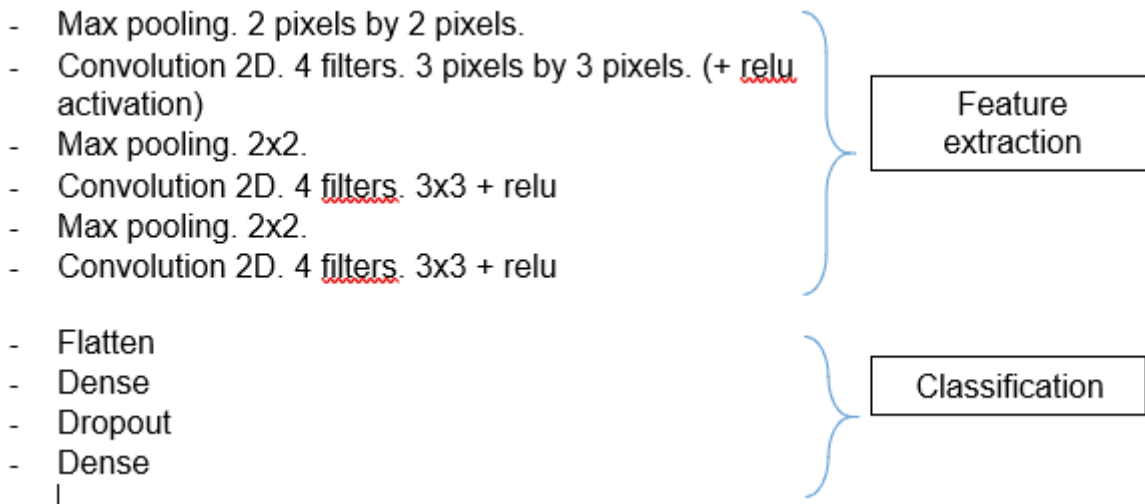 - Max pooling. 2 pixels by 2 pixels.
- Convolution 2D. 4 filters. 3 pixels by 3 pixels. (+ relu
activation)
- Max pooling. 2x2.
- Convolution 2D. 4 filters. 3x3 + relu
- Max pooling. 2x2.
- Convolution 2D. 4 filters. 3x3 + relu
Feature
extraction
- Flatten
- Dense
- Dropout
- Dense
Classification